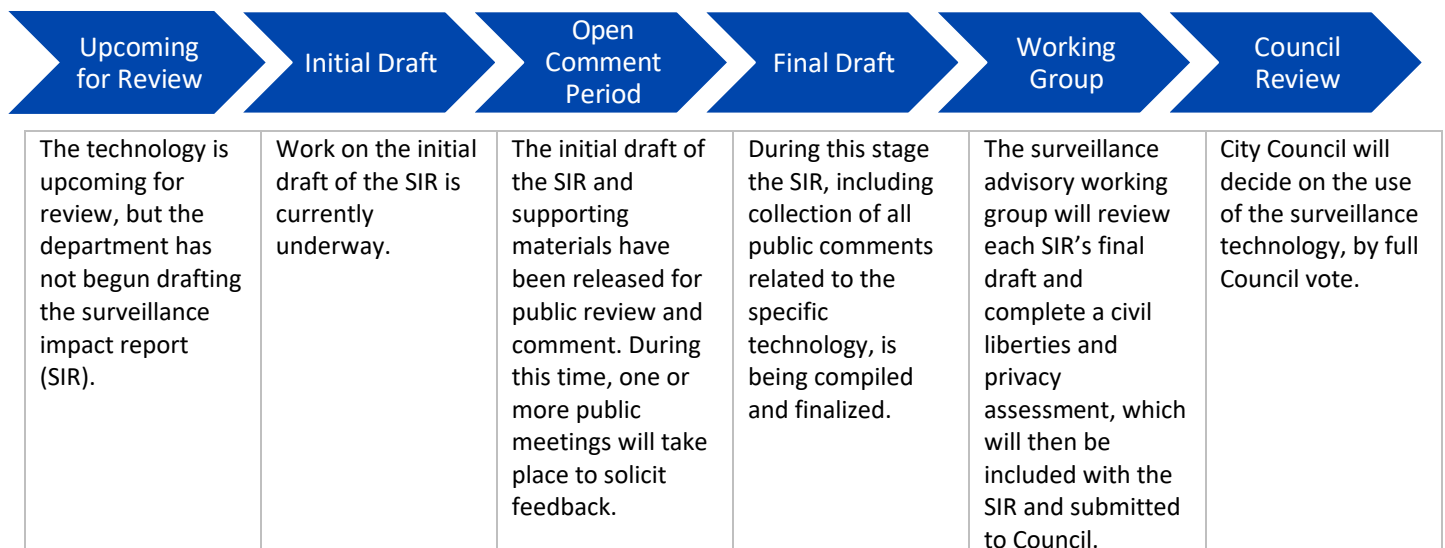 Upcoming
for Review
Initial Draft
Open
Comment
Period
Final Draft
Working
Group
Council
Review
The technology is
upcoming for
review, but the
department has
not begun drafting
the surveillance
impact report
(SIR).
Work on the initial
draft of the SIR is
currently
underway.
The initial draft of
the SIR and
supporting
materials have
been released for
public review and
comment. During
this time, one or
more public
meetings will take
place to solicit
feedback.
During this stage
the SIR, including
collection of all
public comments
related to the
specific
technology, is
being compiled
and finalized.
The surveillance
advisory working
group will review
each SIR’s final
draft and
complete a civil
liberties and
privacy
assessment, which
will then be
included with the
SIR and submitted
to Council.
City Council will
decide on the use
of the surveillance
technology, by full
Council vote.